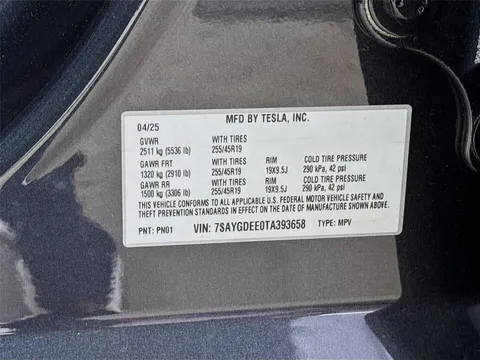 MFD BY TESLA, INC.
04/25
GVWR WITH TIRES
2511 kg (5536 lb) 255/45R19
GAWR FRT WITH TIRES RIM COLD TIRE PRESSURE
1320 kg (2910 lb) 255/45R19 19X9.5J 290 kPa, 42 psi
GAWR RR WITH TIRES RIM COLD TIRE PRESSURE
1500 kg (3306 lb) 255/45R19 19X9.5J 290 kPa, 42 psi
THIS VEHICLE CONFORMS TO ALL APPLICABLE U.S. FEDERAL MOTOR VEHICLE SAFETY AND
THEFT PREVENTION STANDARDS IN EFFECT ON THE DATE OF MANUFACTURE SHOWN ABOVE.
PNT: PN01 VIN: 7SAYGDEE0TA393658 TYPE: MPV